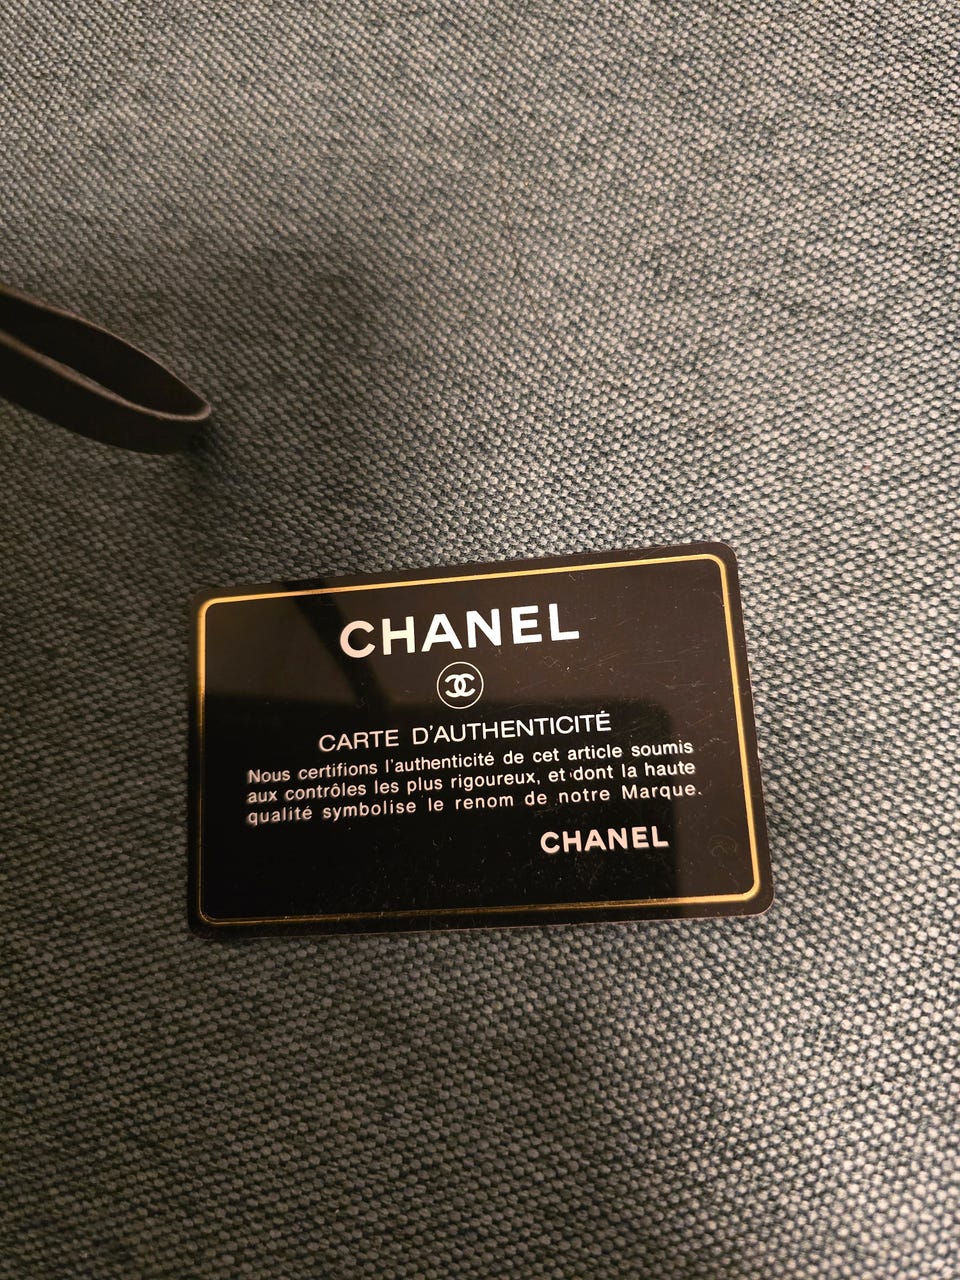 CHANEL
CARTE D'AUTHENTICITÉ
Nous certifions l'authenticité de cet article soumis
aux contrôles les plus rigoureux, et dont la haute
qualité symbolise le renom de notre Marque.
CHANEL